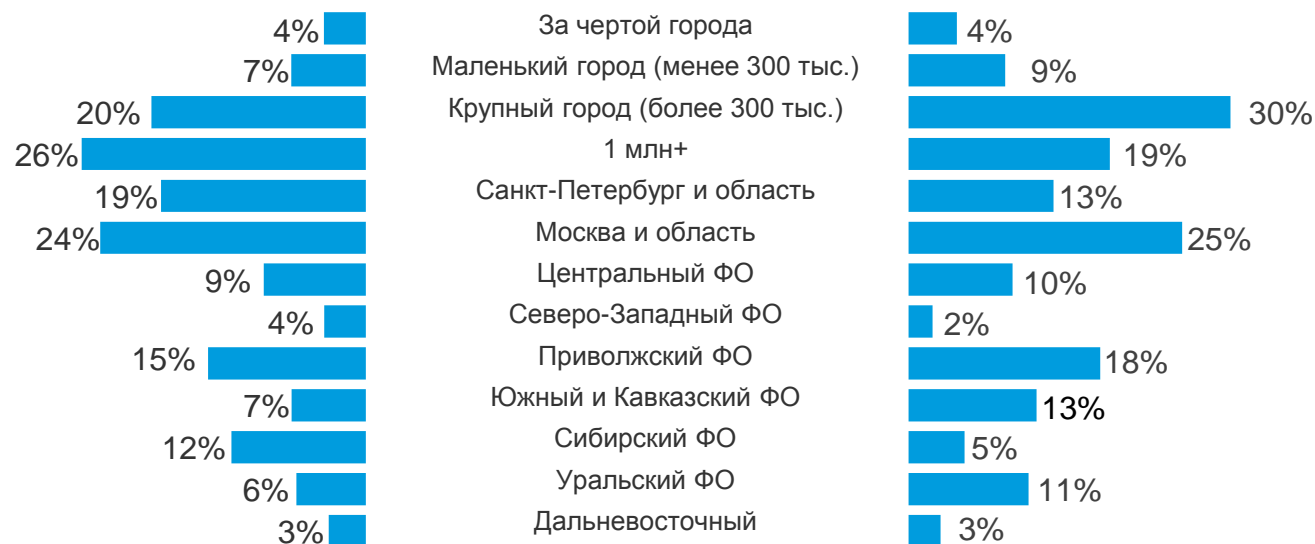 4% За чертой города 4%
7% Маленький город (менее 300 тыс.) 9%
20% Крупный город (более 300 тыс.) 30%
26% 1 млн+ 19%
19% Санкт-Петербург и область 13%
24% Москва и область 25%
9% Центральный ФО 10%
4% Северо-Западный ФО 2%
15% Приволжский ФО 18%
7% Южный и Кавказский ФО 13%
12% Сибирский ФО 5%
6% Уральский ФО 11%
3% Дальневосточный 3%